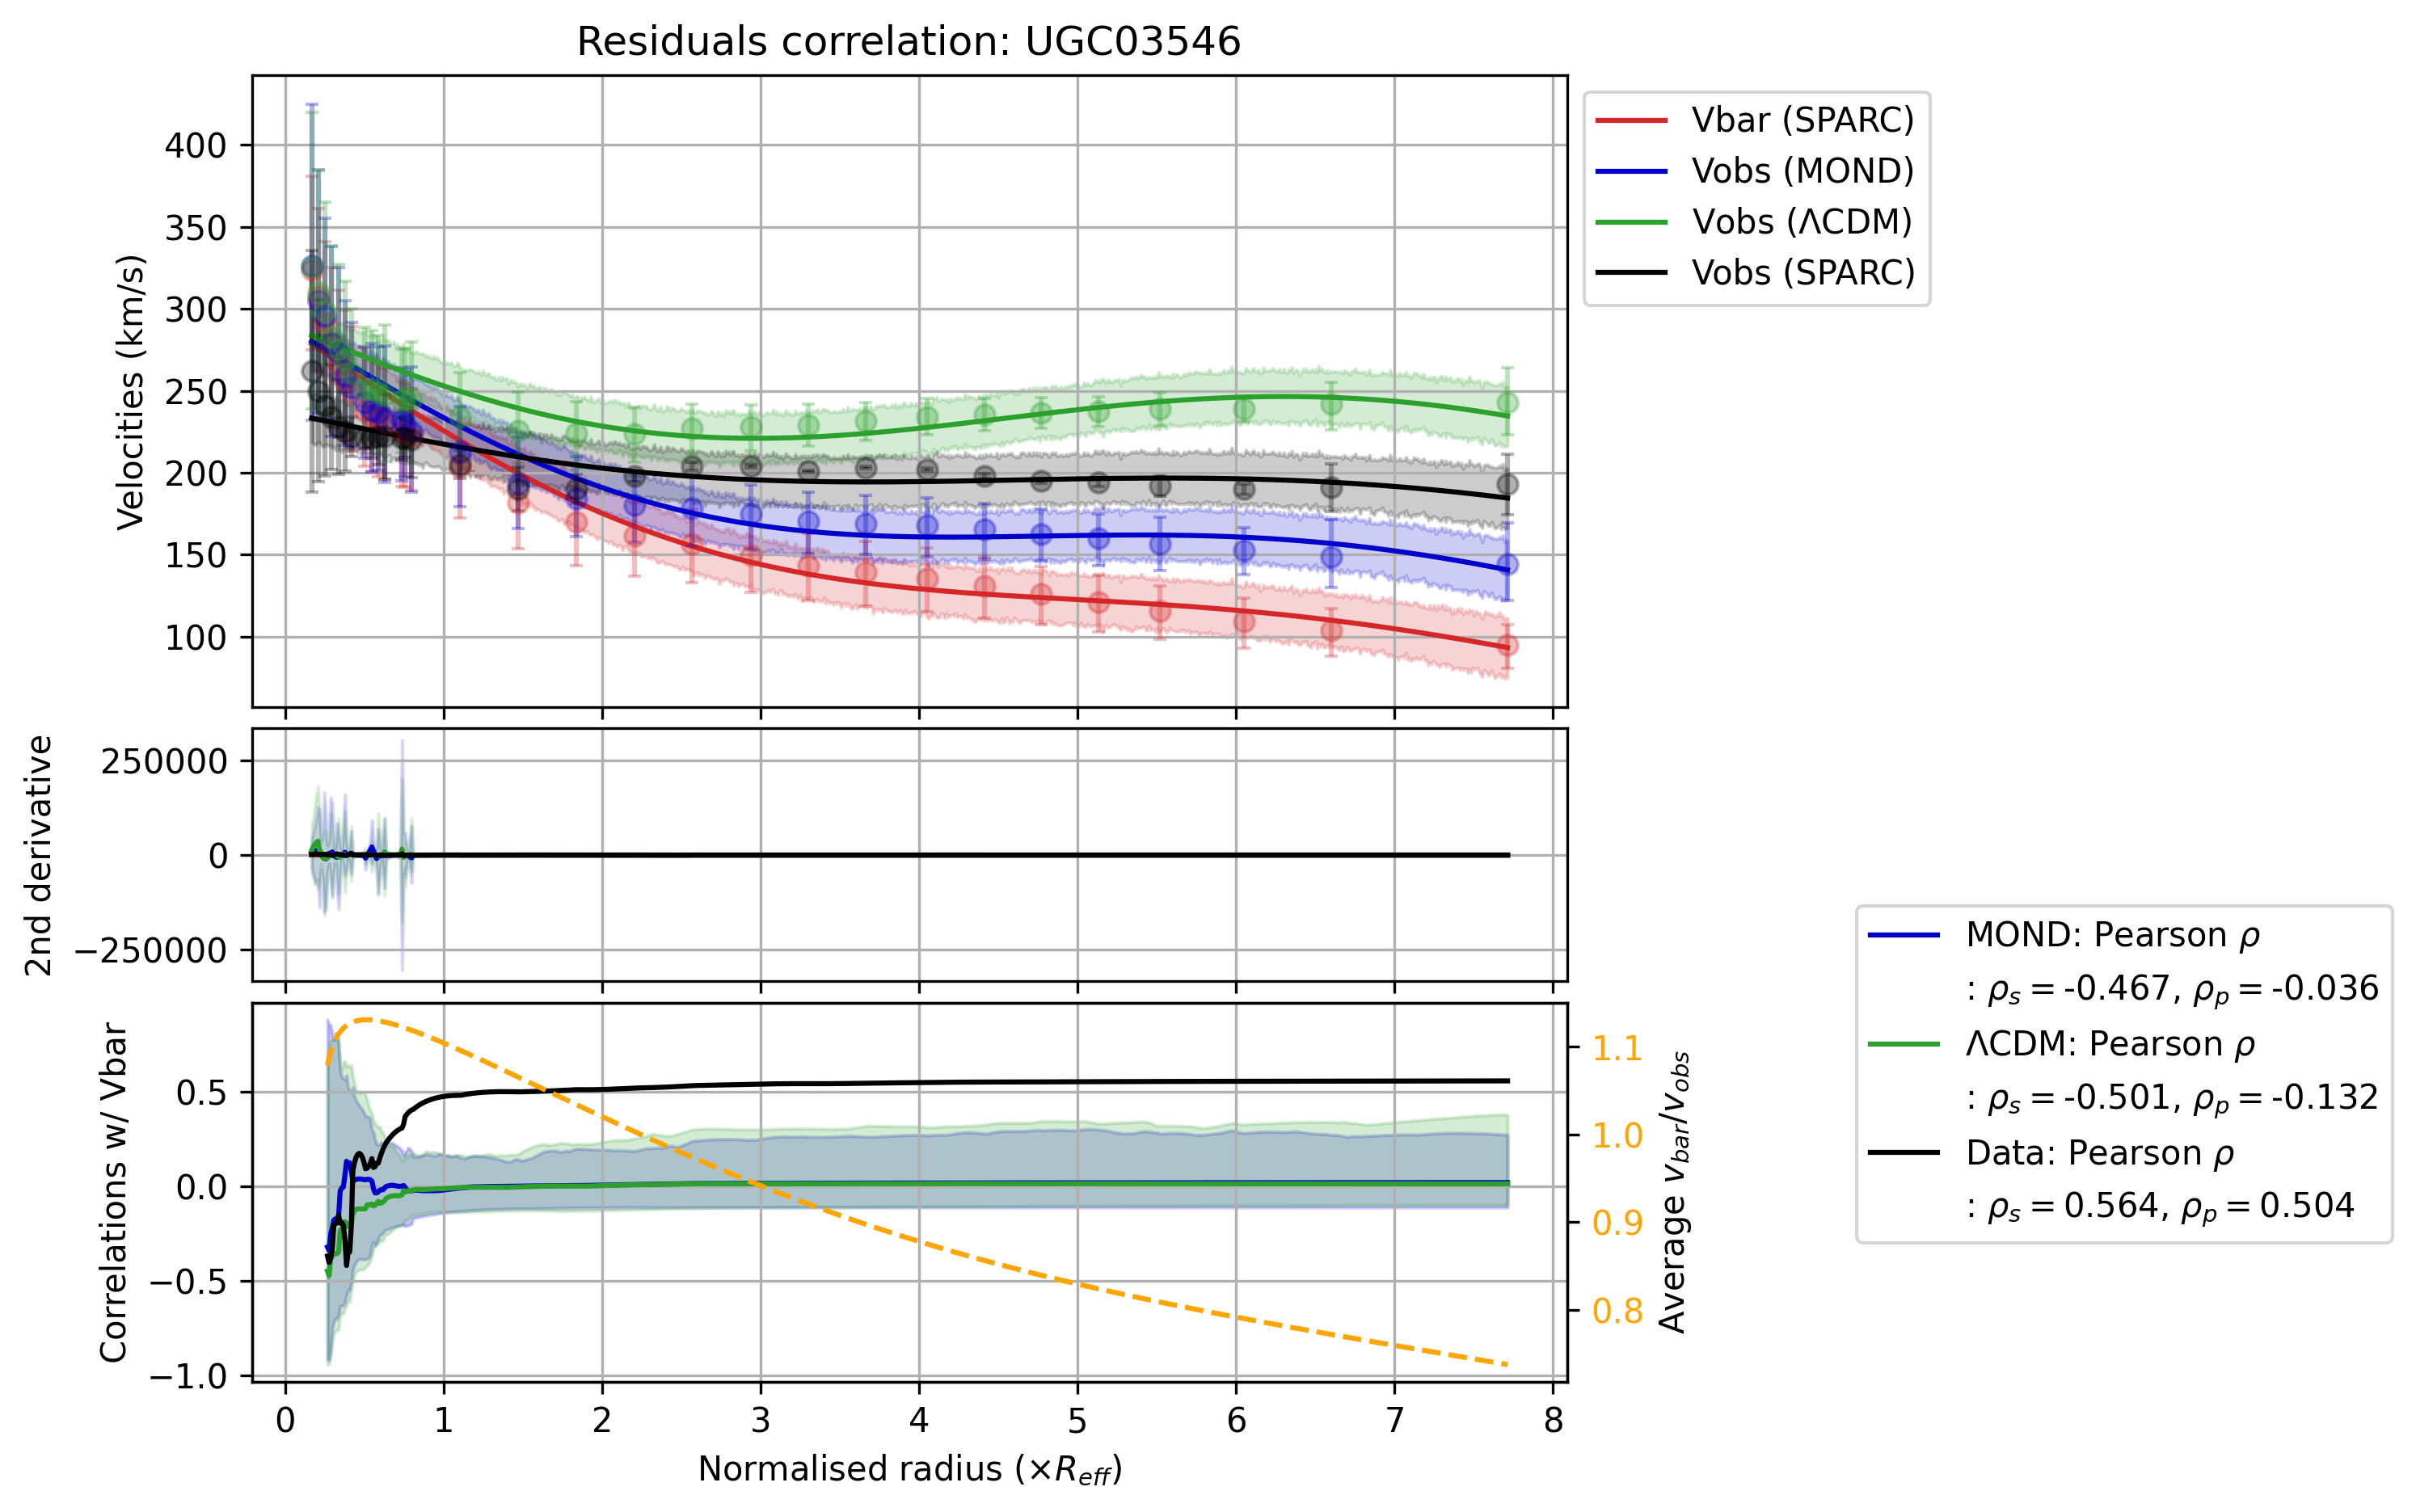 Residuals correlation: UGC03546
Velocities (km/s)
400
350
300
250
200
150
100
Vbar (SPARC)
Vobs (MOND)
Vobs (ΛCDM)
Vobs (SPARC)
2nd derivative
250000
0
−250000
Correlations w/ Vbar
0.5
0.0
−0.5
−1.0
1.1
1.0
0.9
0.8
Average v_bar/v_obs
MOND: Pearson ρ
: ρ_s = -0.467, ρ_p = -0.036
ΛCDM: Pearson ρ
: ρ_s = -0.501, ρ_p = -0.132
Data: Pearson ρ
: ρ_s = 0.564, ρ_p = 0.504
0 1 2 3 4 5 6 7 8
Normalised radius (×R_eff)